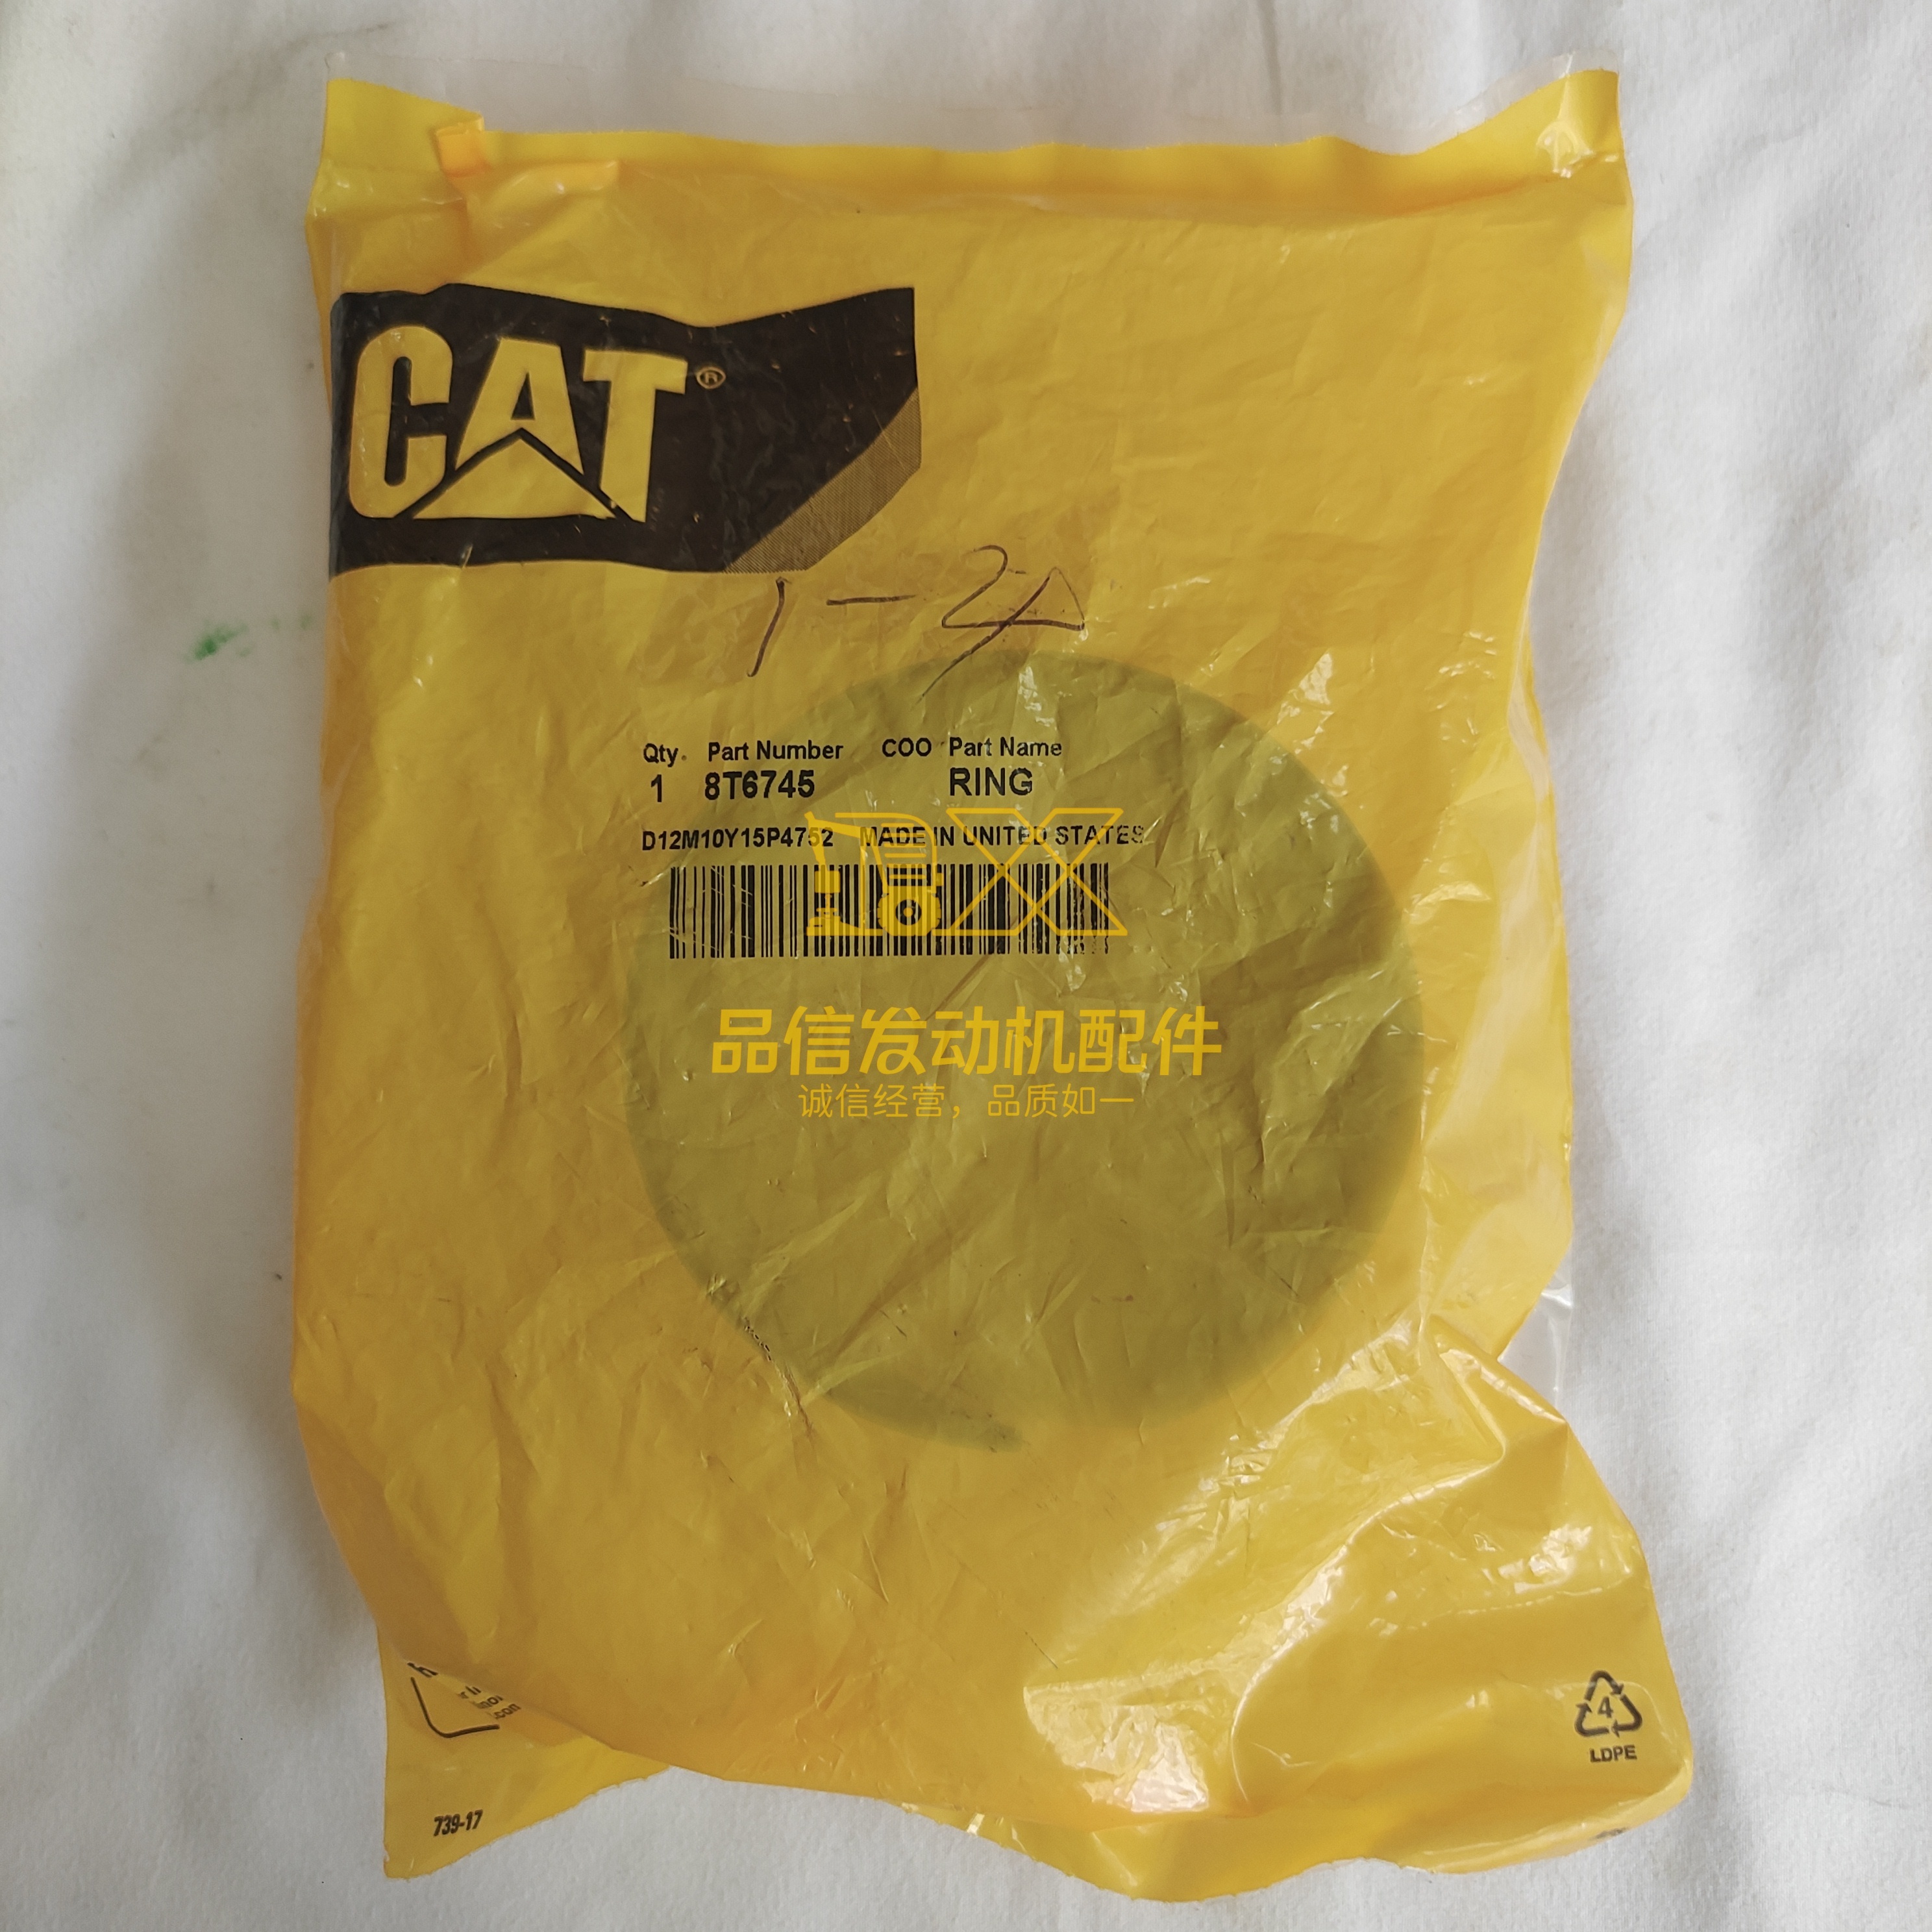 CAT®
1-24
Qty. Part Number COO Part Name
1 8T6745 RING
D12M10Y15P4752 MADE IN UNITED STATES
品信发动机配件
诚信经营，品质如一
4
LDPE
.com
739-17